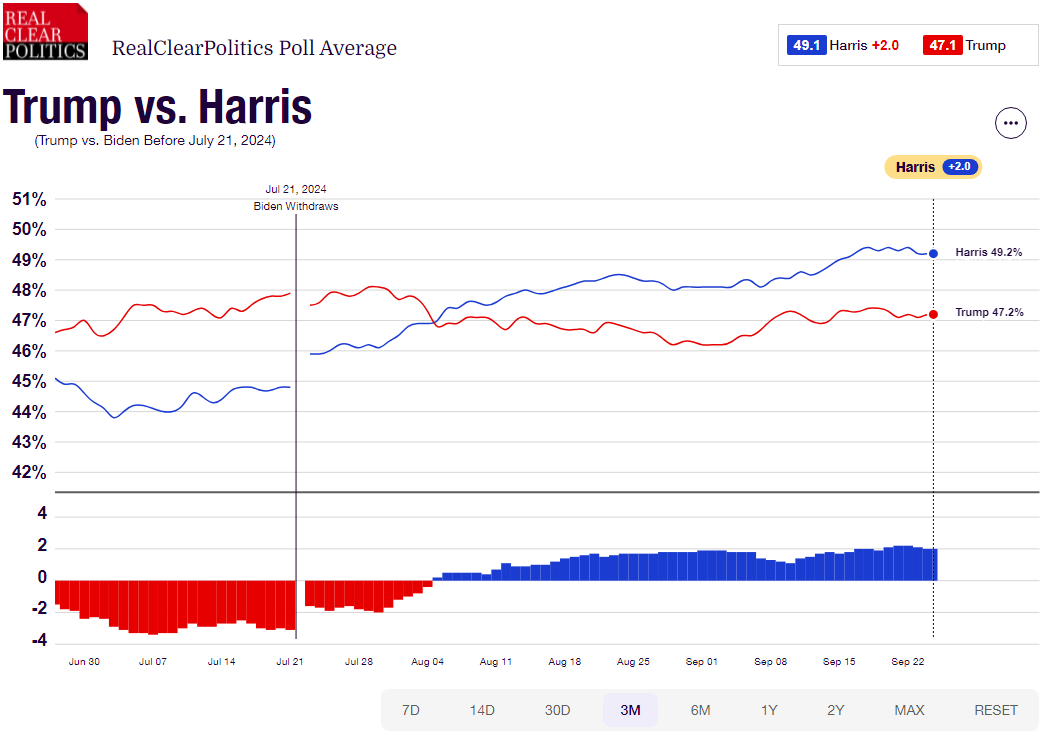 REAL
CLEAR
POLITICS
RealClearPolitics Poll Average
49.1 Harris +2.0 47.1 Trump
Trump vs. Harris
(Trump vs. Biden Before July 21, 2024)
Harris +2.0
Jul 21, 2024
Biden Withdraws
51%
50%
49%
48%
47%
46%
45%
44%
43%
42%
Harris 49.2%
Trump 47.2%
4
2
0
-2
-4
Jun 30 Jul 07 Jul 14 Jul 21 Jul 28 Aug 04 Aug 11 Aug 18 Aug 25 Sep 01 Sep 08 Sep 15 Sep 22
7D 14D 30D 3M 6M 1Y 2Y MAX RESET